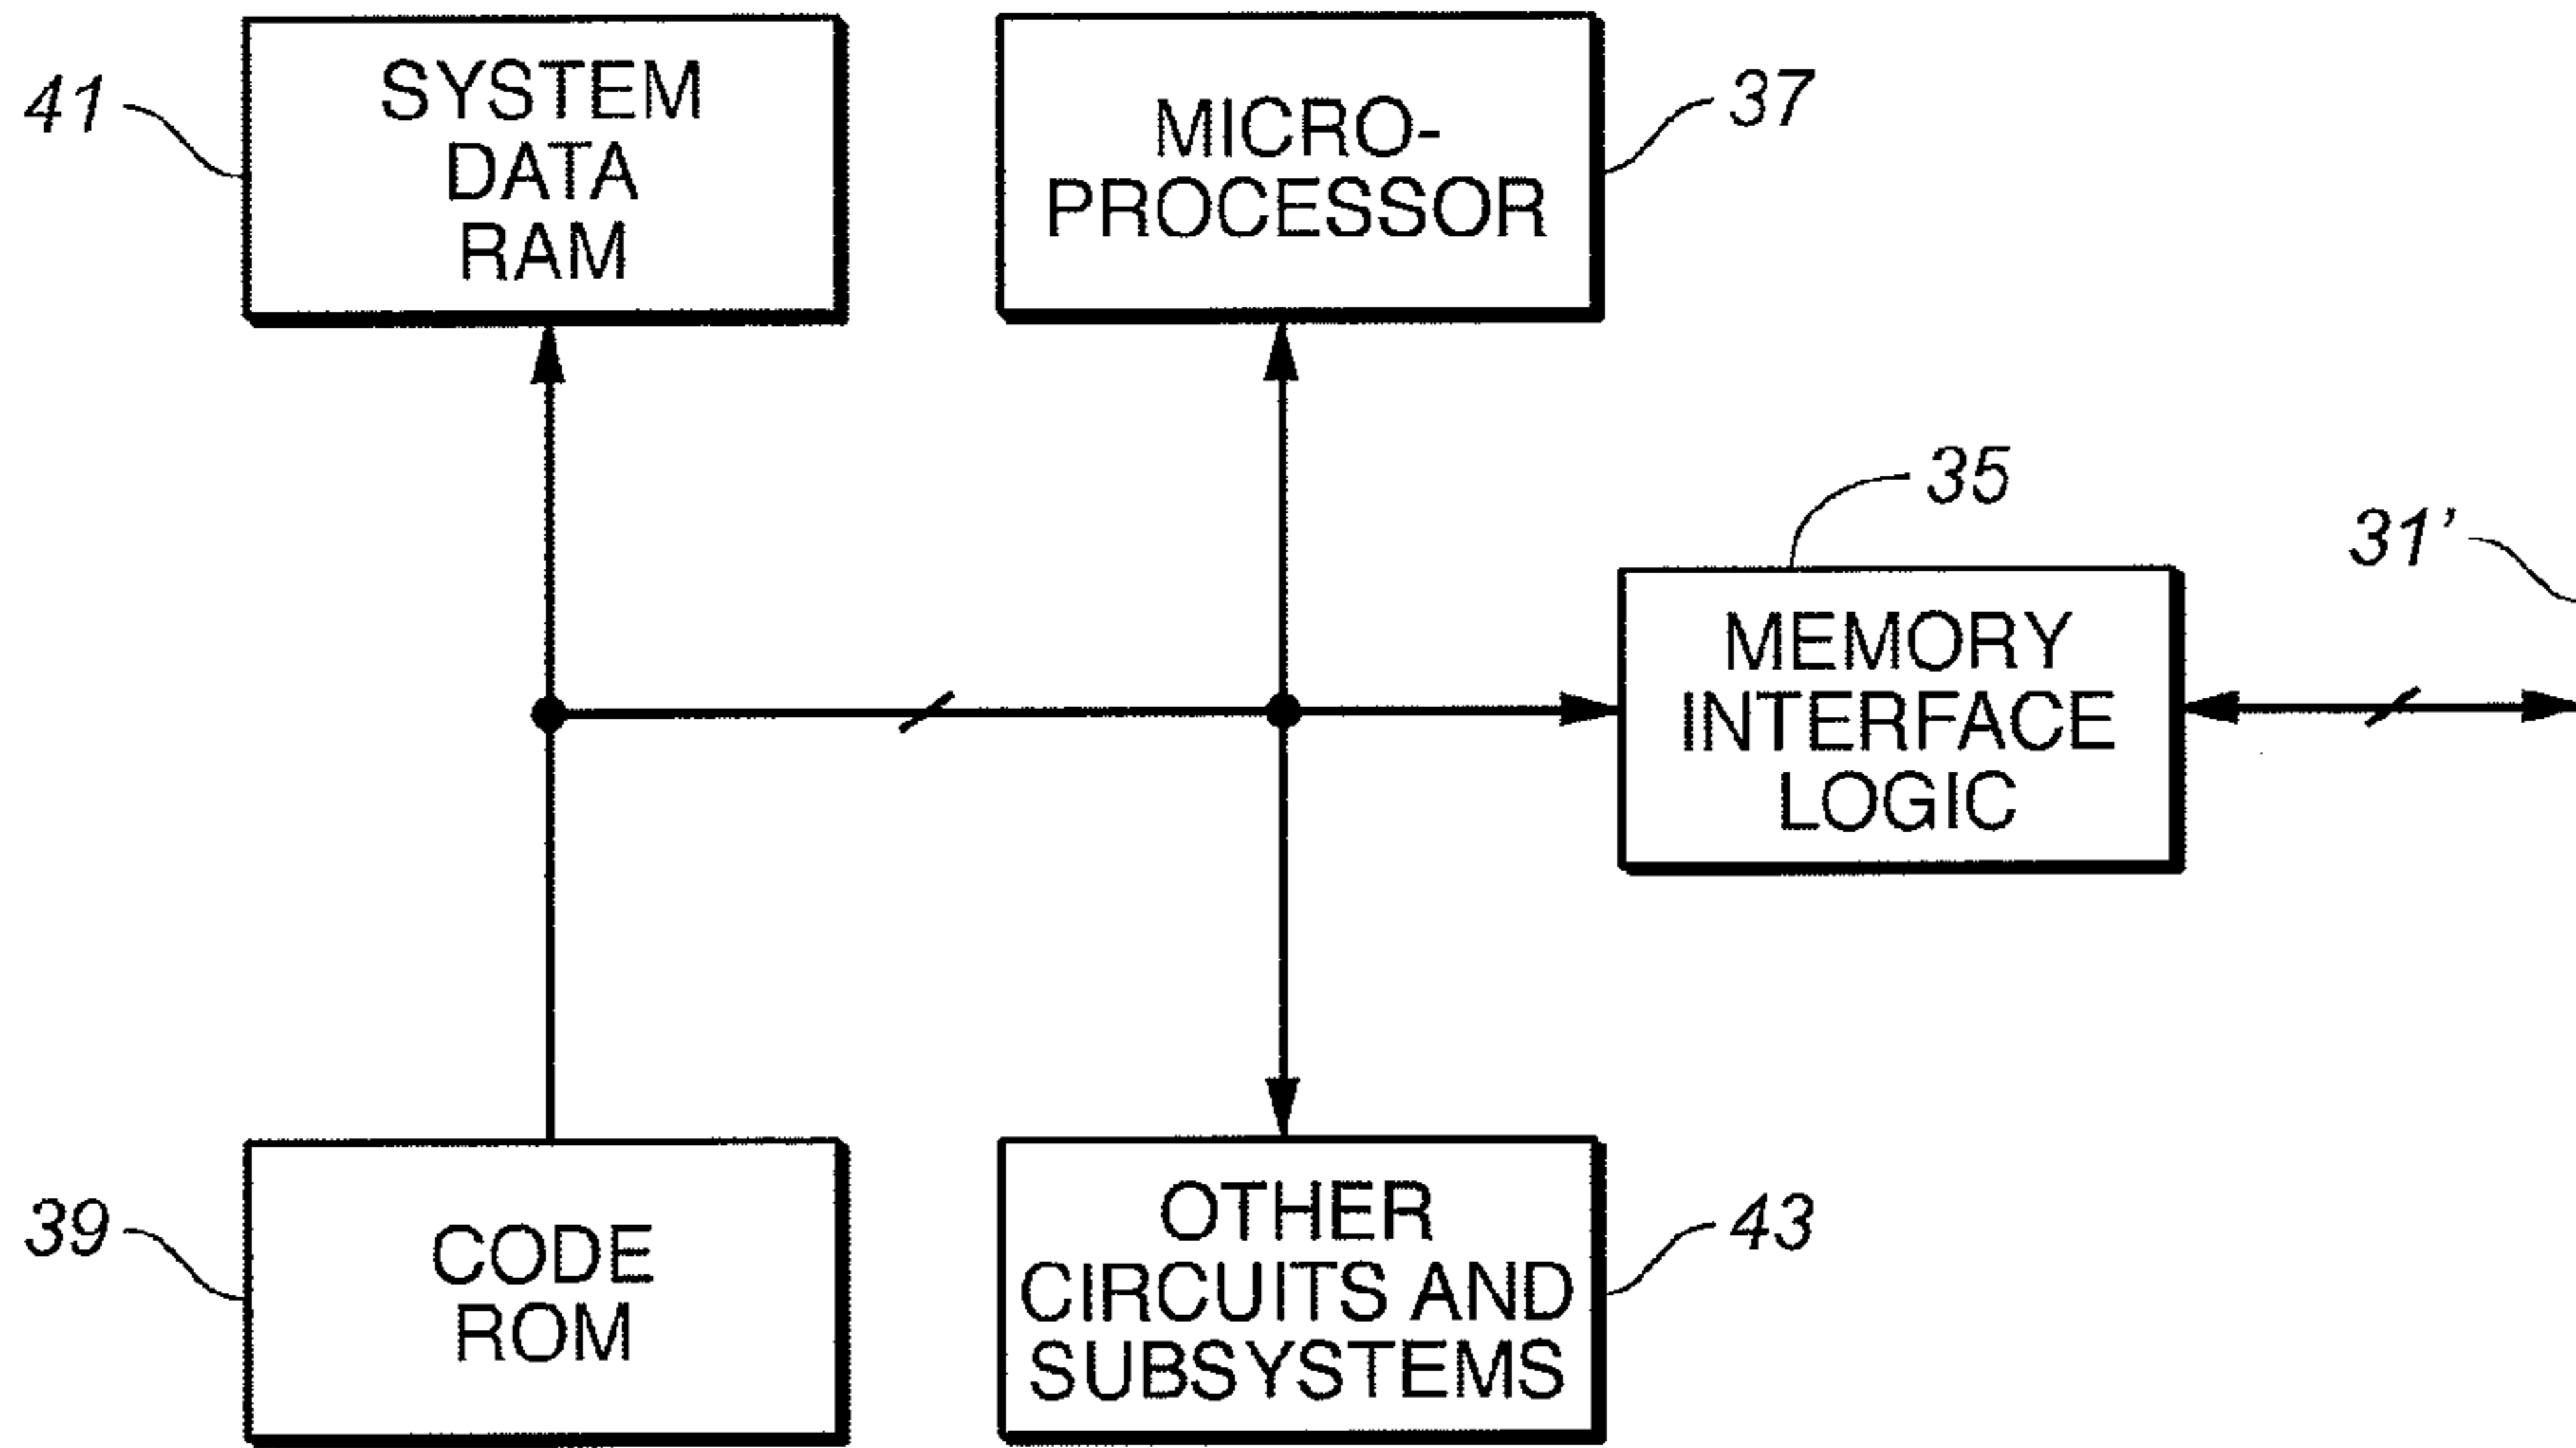 41
SYSTEM
DATA
RAM
MICRO-
PROCESSOR
37
35
31’
MEMORY
INTERFACE
LOGIC
39
CODE
ROM
OTHER
CIRCUITS AND
SUBSYSTEMS
43